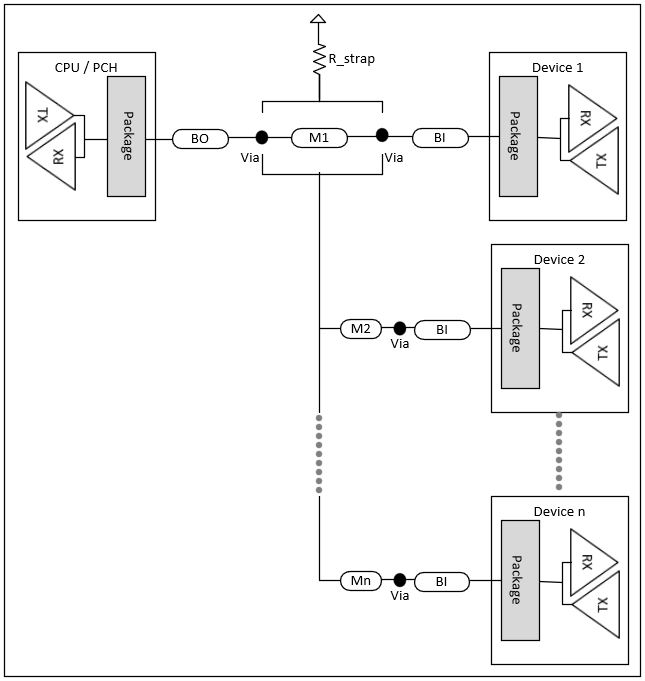 R_strap
CPU / PCH
TX
RX
Package
BO
Via
M1
Via
BI
Device 1
Package
RX
TX
Device 2
M2
Via
BI
Package
RX
TX
Device n
Mn
Via
BI
Package
RX
TX